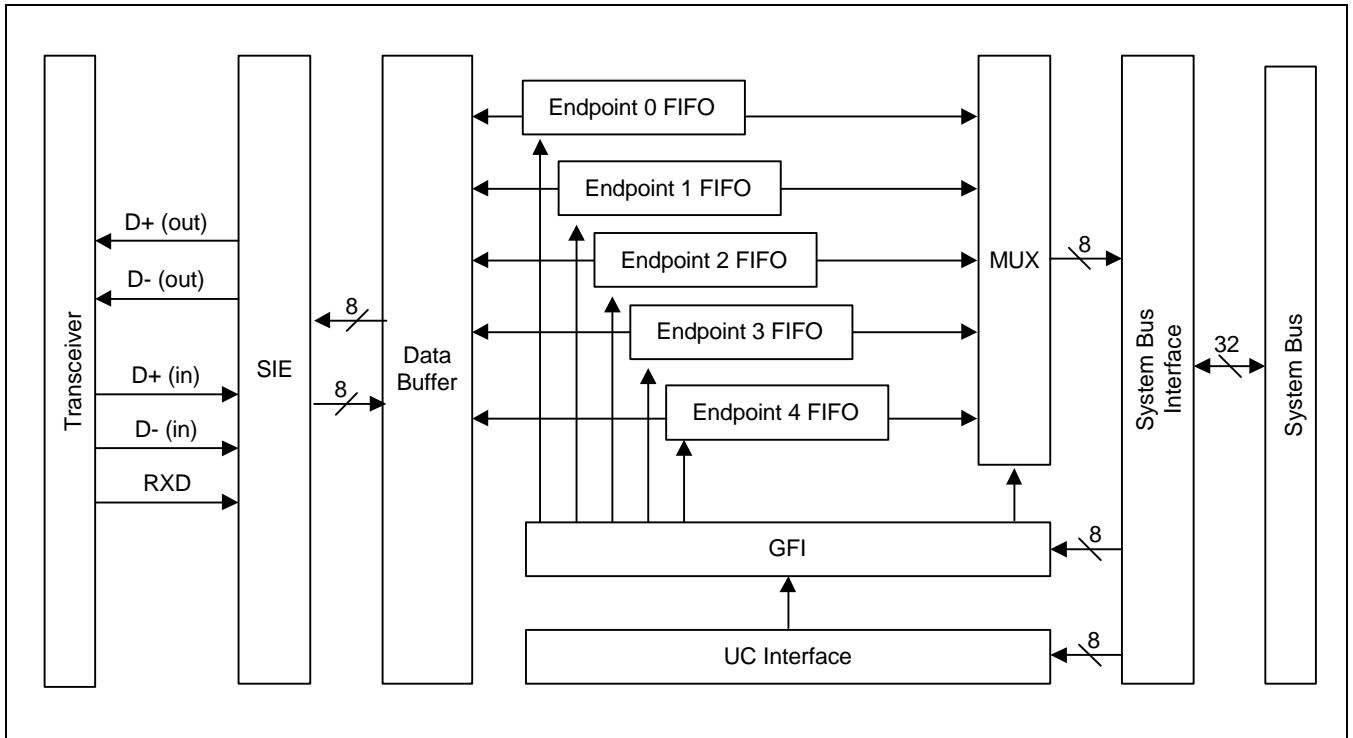 Transceiver
D+ (out)
D- (out)
D+ (in)
D- (in)
RXD
SIE
8
8
Data
Buffer
Endpoint 0 FIFO
Endpoint 1 FIFO
Endpoint 2 FIFO
Endpoint 3 FIFO
Endpoint 4 FIFO
MUX
8
GFI
8
UC Interface
8
System Bus
Interface
32
System Bus